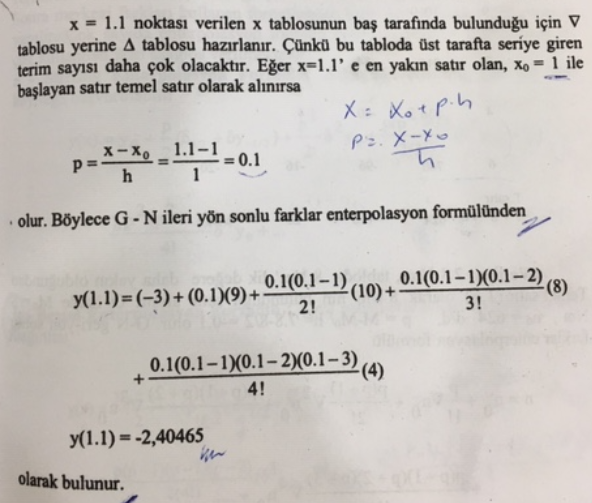 x = 1.1 noktası verilen x tablosunun baş tarafında bulunduğu için ∇
tablosu yerine Δ tablosu hazırlanır. Çünkü bu tabloda üst tarafta seriye giren
terim sayısı daha çok olacaktır. Eğer x=1.1' e en yakın satır olan, x₀ = 1 ile
başlayan satır temel satır olarak alınırsa
x = x₀ + p.h
p = (x-x₀)/h
p = (x − x₀)/h = (1.1−1)/1 = 0.1
olur. Böylece G - N ileri yön sonlu farklar enterpolasyon formülünden
y(1.1) = (−3) + (0.1)(9) + 0.1(0.1−1)/2! (10) + 0.1(0.1−1)(0.1−2)/3! (8)
+ 0.1(0.1−1)(0.1−2)(0.1−3)/4! (4)
y(1.1) = -2,40465
olarak bulunur.